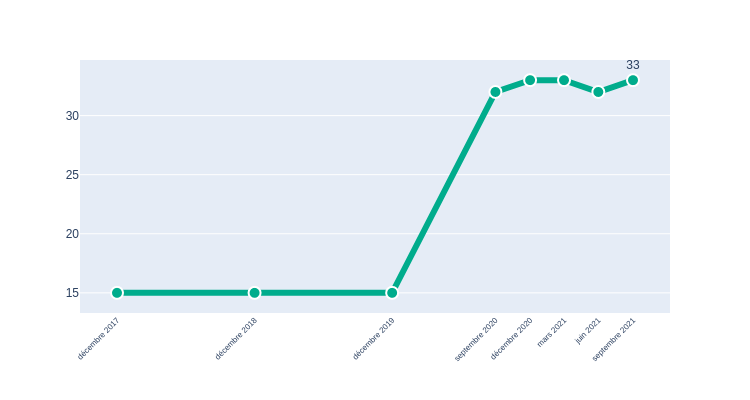 33
30
25
20
15
décembre 2017
décembre 2018
décembre 2019
septembre 2020
décembre 2020
mars 2021
juin 2021
septembre 2021